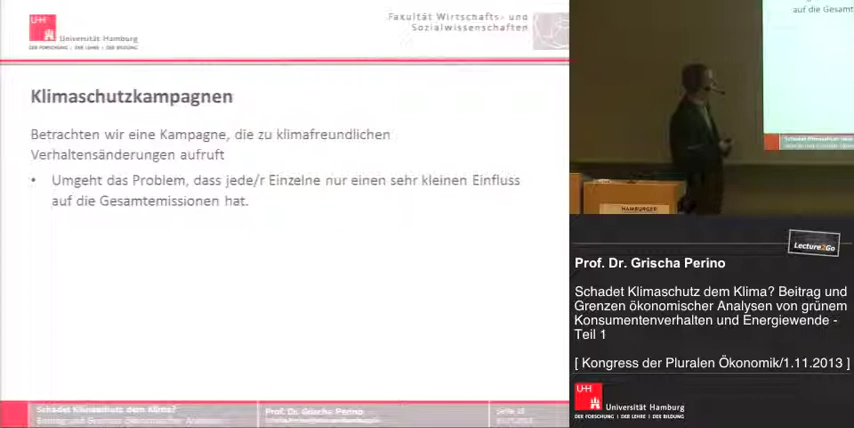 UHH
Universität Hamburg
DER FORSCHUNG | DER LEHRE | DER BILDUNG
Fakultät Wirtschafts- und
Sozialwissenschaften
Klimaschutzkampagnen
Betrachten wir eine Kampagne, die zu klimafreundlichen
Verhaltensänderungen aufruft
• Umgeht das Problem, dass jede/r Einzelne nur einen sehr kleinen Einfluss
auf die Gesamtemissionen hat.
Schadet Klimaschutz dem Klima?
Prof. Dr. Grischa Perino
auf die Gesamt
HAMBURGER
Lecture2Go
Prof. Dr. Grischa Perino
Schadet Klimaschutz dem Klima? Beitrag und
Grenzen ökonomischer Analysen von grünem
Konsumentenverhalten und Energiewende -
Teil 1
[ Kongress der Pluralen Ökonomik/1.11.2013 ]
UHH
Universität Hamburg
DER FORSCHUNG | DER LEHRE | DER BILDUNG